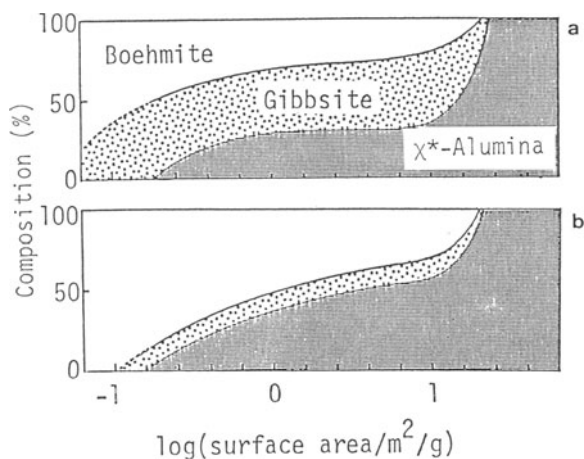 100
a
Boehmite
50
Gibbsite
χ*-Alumina
0
100
b
50
0
Composition (%)
-1
0
1
log(surface area/m²/g)